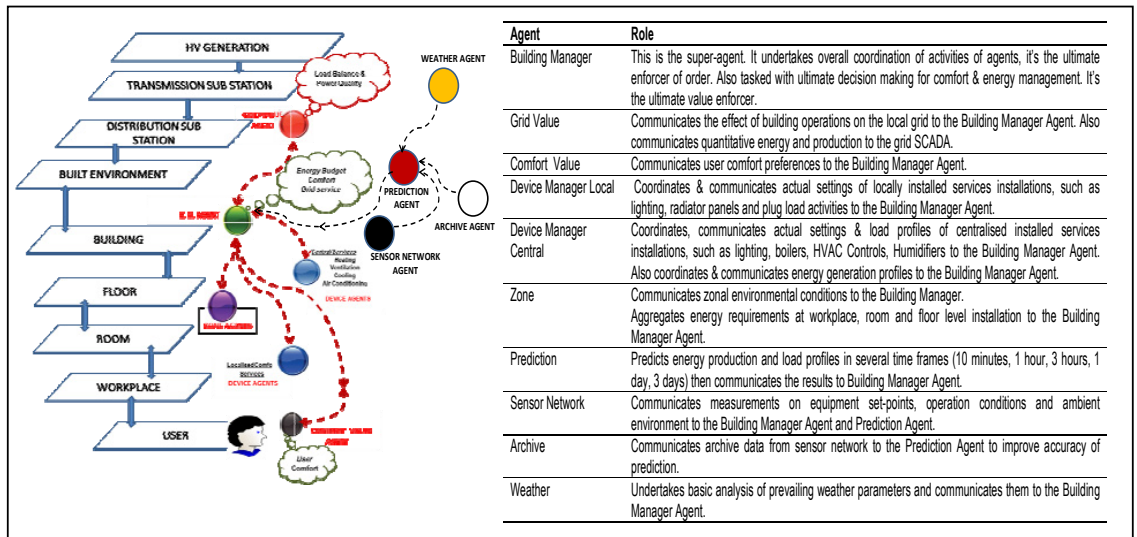 HV GENERATION
TRANSMISSION SUB STATION
DISTRIBUTION SUB
STATION
BUILT ENVIRONMENT
BUILDING
FLOOR
ROOM
WORKPLACE
USER
Load Balance &
Power Quality
WEATHER AGENT
Energy Budget
Comfort
Grid service
PREDICTION
AGENT
ARCHIVE AGENT
SENSOR NETWORK
AGENT
Central Services
Heating
Ventilation
Cooling
Air Conditioning
DEVICE AGENTS
Services
DEVICE AGENTS
VALUE
AGENT
User
Comfort
Agent Role
Building Manager This is the super-agent. It undertakes overall coordination of activities of agents, it's the ultimate
enforcer of order. Also tasked with ultimate decision making for comfort & energy management. It's
the ultimate value enforcer.
Grid Value Communicates the effect of building operations on the local grid to the Building Manager Agent. Also
communicates quantitative energy and production to the grid SCADA.
Comfort Value Communicates user comfort preferences to the Building Manager Agent.
Device Manager Local Coordinates & communicates actual settings of locally installed services installations, such as
lighting, radiator panels and plug load activities to the Building Manager Agent.
Device Manager Coordinates, communicates actual settings & load profiles of centralised installed services
Central installations, such as lighting, boilers, HVAC Controls, Humidifiers to the Building Manager Agent.
Also coordinates & communicates energy generation profiles to the Building Manager Agent.
Zone Communicates zonal environmental conditions to the Building Manager.
Aggregates energy requirements at workplace, room and floor level installation to the Building
Manager Agent.
Prediction Predicts energy production and load profiles in several time frames (10 minutes, 1 hour, 3 hours, 1
day, 3 days) then communicates the results to Building Manager Agent.
Sensor Network Communicates measurements on equipment set-points, operation conditions and ambient
environment to the Building Manager Agent and Prediction Agent.
Archive Communicates archive data from sensor network to the Prediction Agent to improve accuracy of
prediction.
Weather Undertakes basic analysis of prevailing weather parameters and communicates them to the Building
Manager Agent.